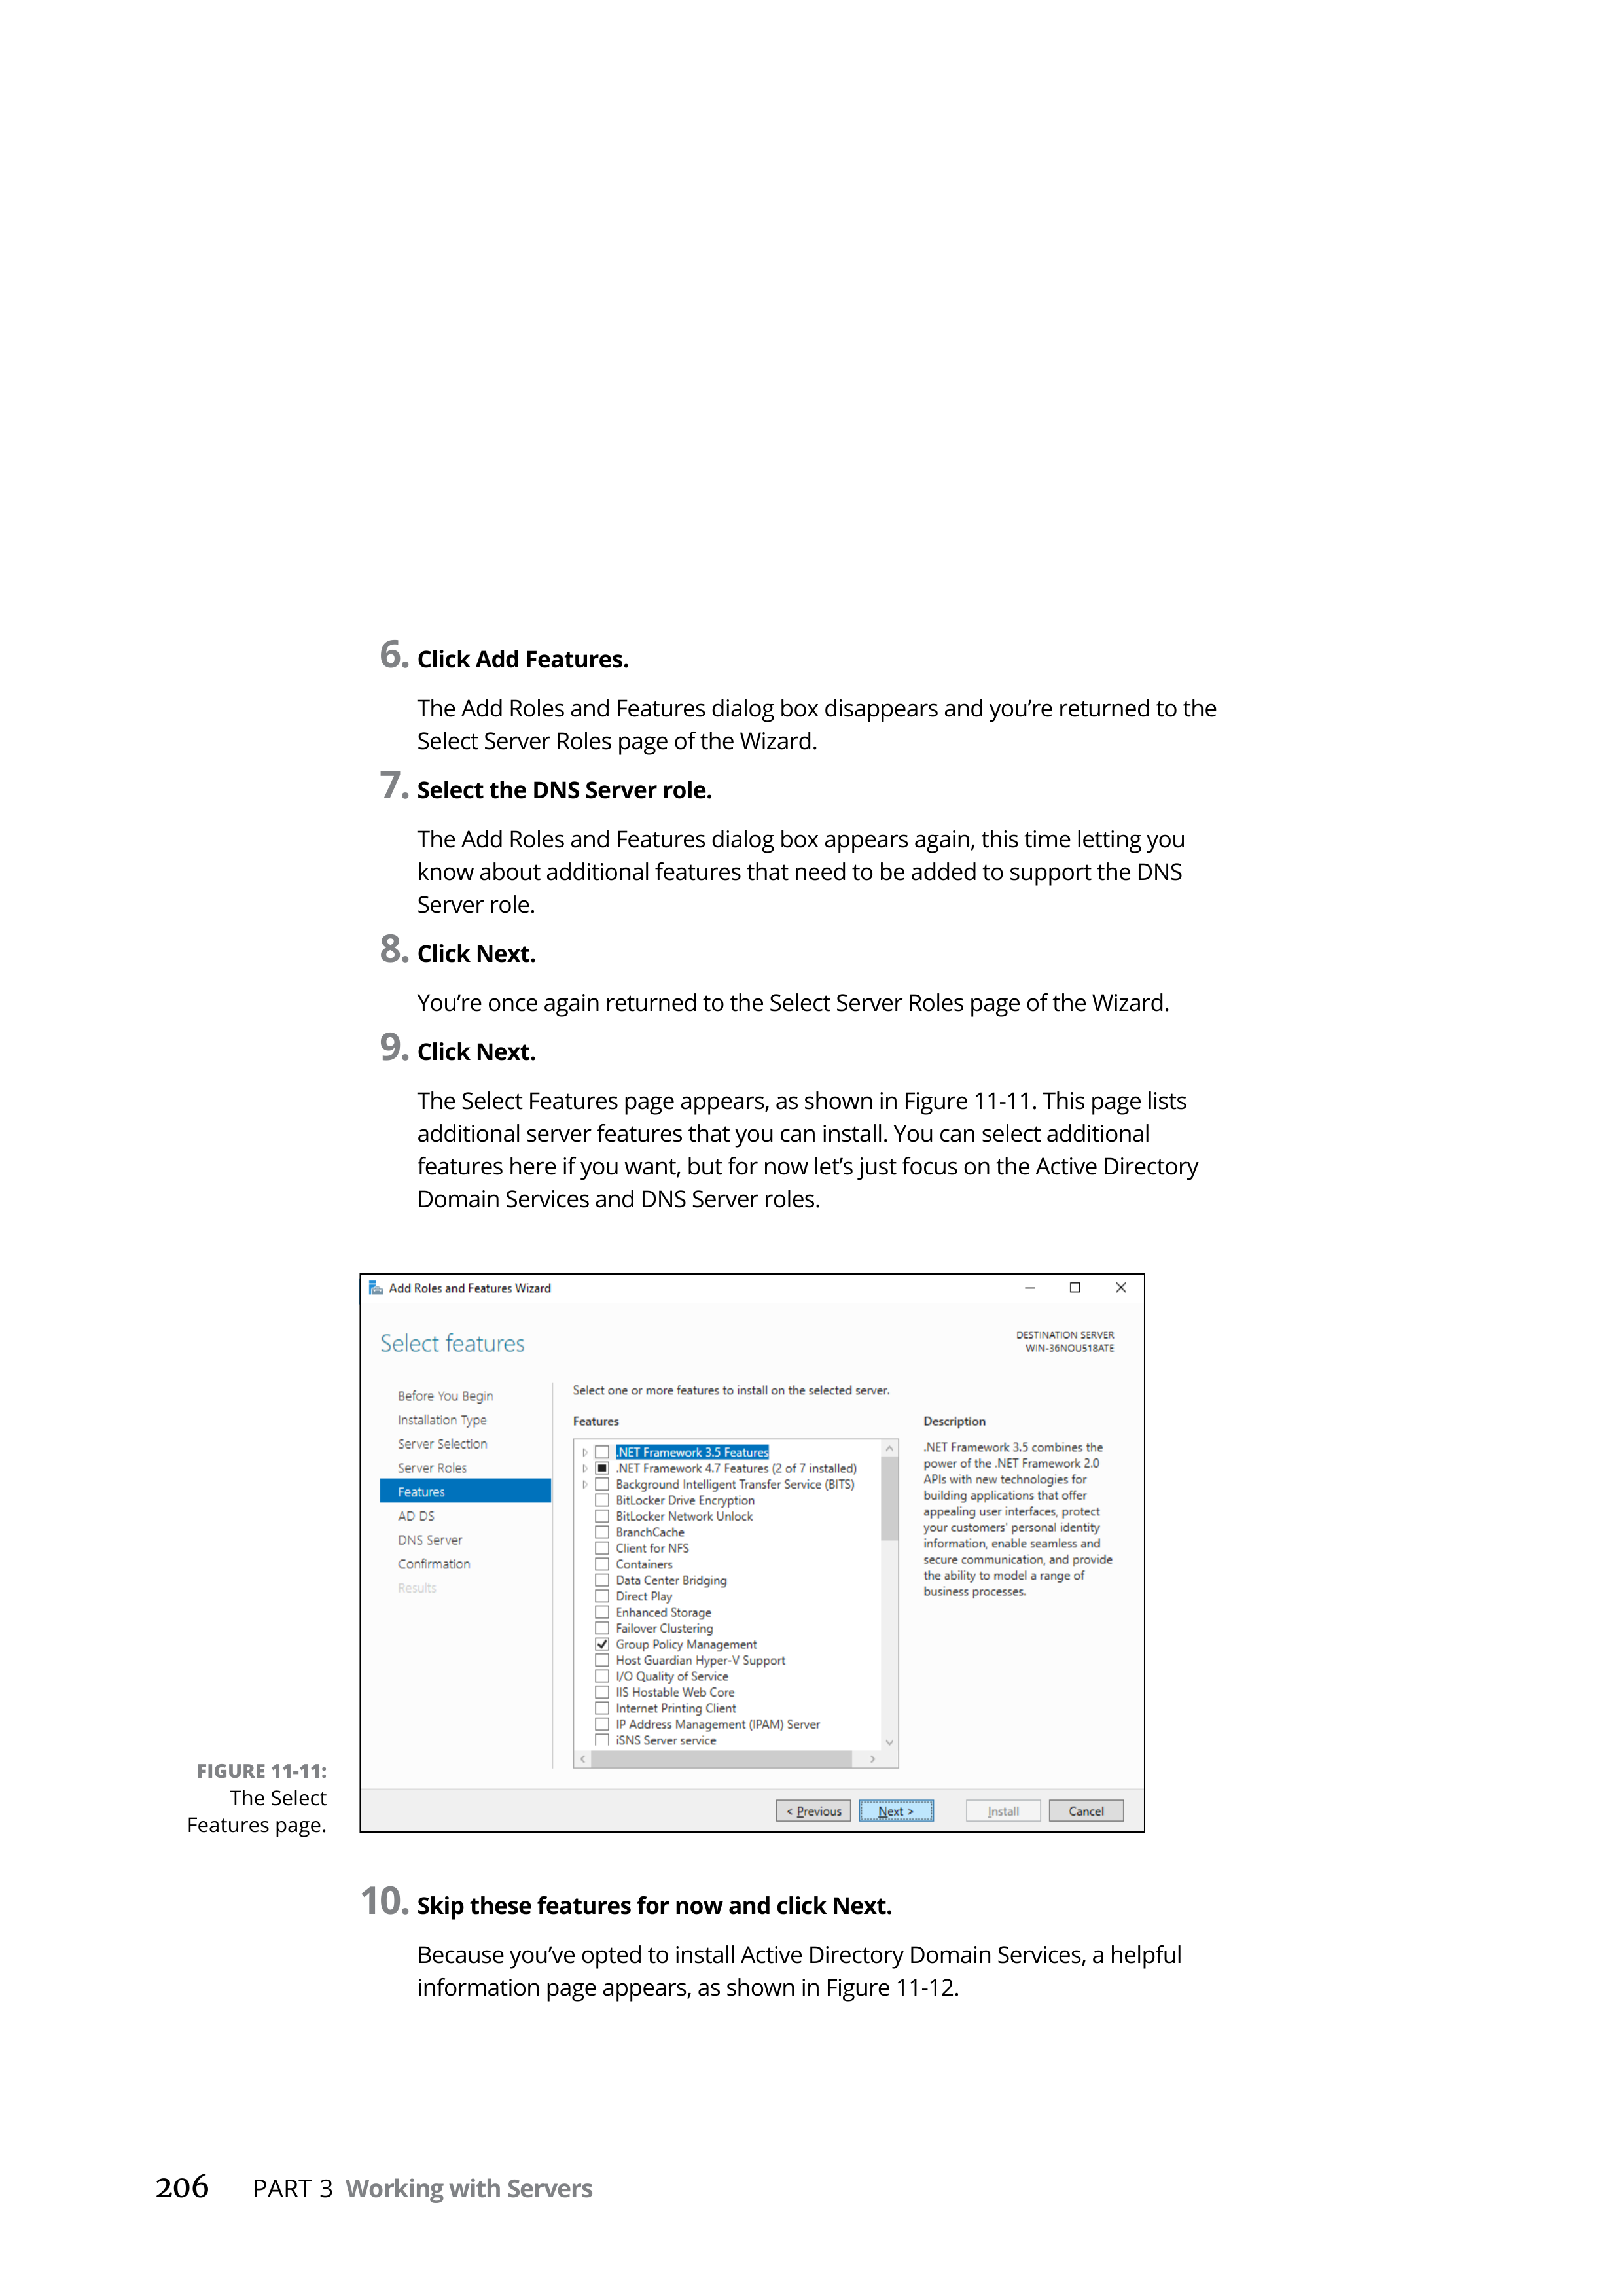 6. Click Add Features.
The Add Roles and Features dialog box disappears and you’re returned to the
Select Server Roles page of the Wizard.
7. Select the DNS Server role.
The Add Roles and Features dialog box appears again, this time letting you
know about additional features that need to be added to support the DNS
Server role.
8. Click Next.
You’re once again returned to the Select Server Roles page of the Wizard.
9. Click Next.
The Select Features page appears, as shown in Figure 11-11. This page lists
additional server features that you can install. You can select additional
features here if you want, but for now let’s just focus on the Active Directory
Domain Services and DNS Server roles.
Add Roles and Features Wizard
Select features
DESTINATION SERVER
WIN-36NOU518ATE
Before You Begin
Installation Type
Server Selection
Server Roles
Features
AD DS
DNS Server
Confirmation
Results
Select one or more features to install on the selected server.
Features
.NET Framework 3.5 Features
.NET Framework 4.7 Features (2 of 7 installed)
Background Intelligent Transfer Service (BITS)
BitLocker Drive Encryption
BitLocker Network Unlock
BranchCache
Client for NFS
Containers
Data Center Bridging
Direct Play
Enhanced Storage
Failover Clustering
Group Policy Management
Host Guardian Hyper-V Support
I/O Quality of Service
IIS Hostable Web Core
Internet Printing Client
IP Address Management (IPAM) Server
iSNS Server service
Description
.NET Framework 3.5 combines the
power of the .NET Framework 2.0
APIs with new technologies for
building applications that offer
appealing user interfaces, protect
your customers' personal identity
information, enable seamless and
secure communication, and provide
the ability to model a range of
business processes.
< Previous
Next >
Install
Cancel
FIGURE 11-11:
The Select
Features page.
10. Skip these features for now and click Next.
Because you’ve opted to install Active Directory Domain Services, a helpful
information page appears, as shown in Figure 11-12.
206 PART 3 Working with Servers